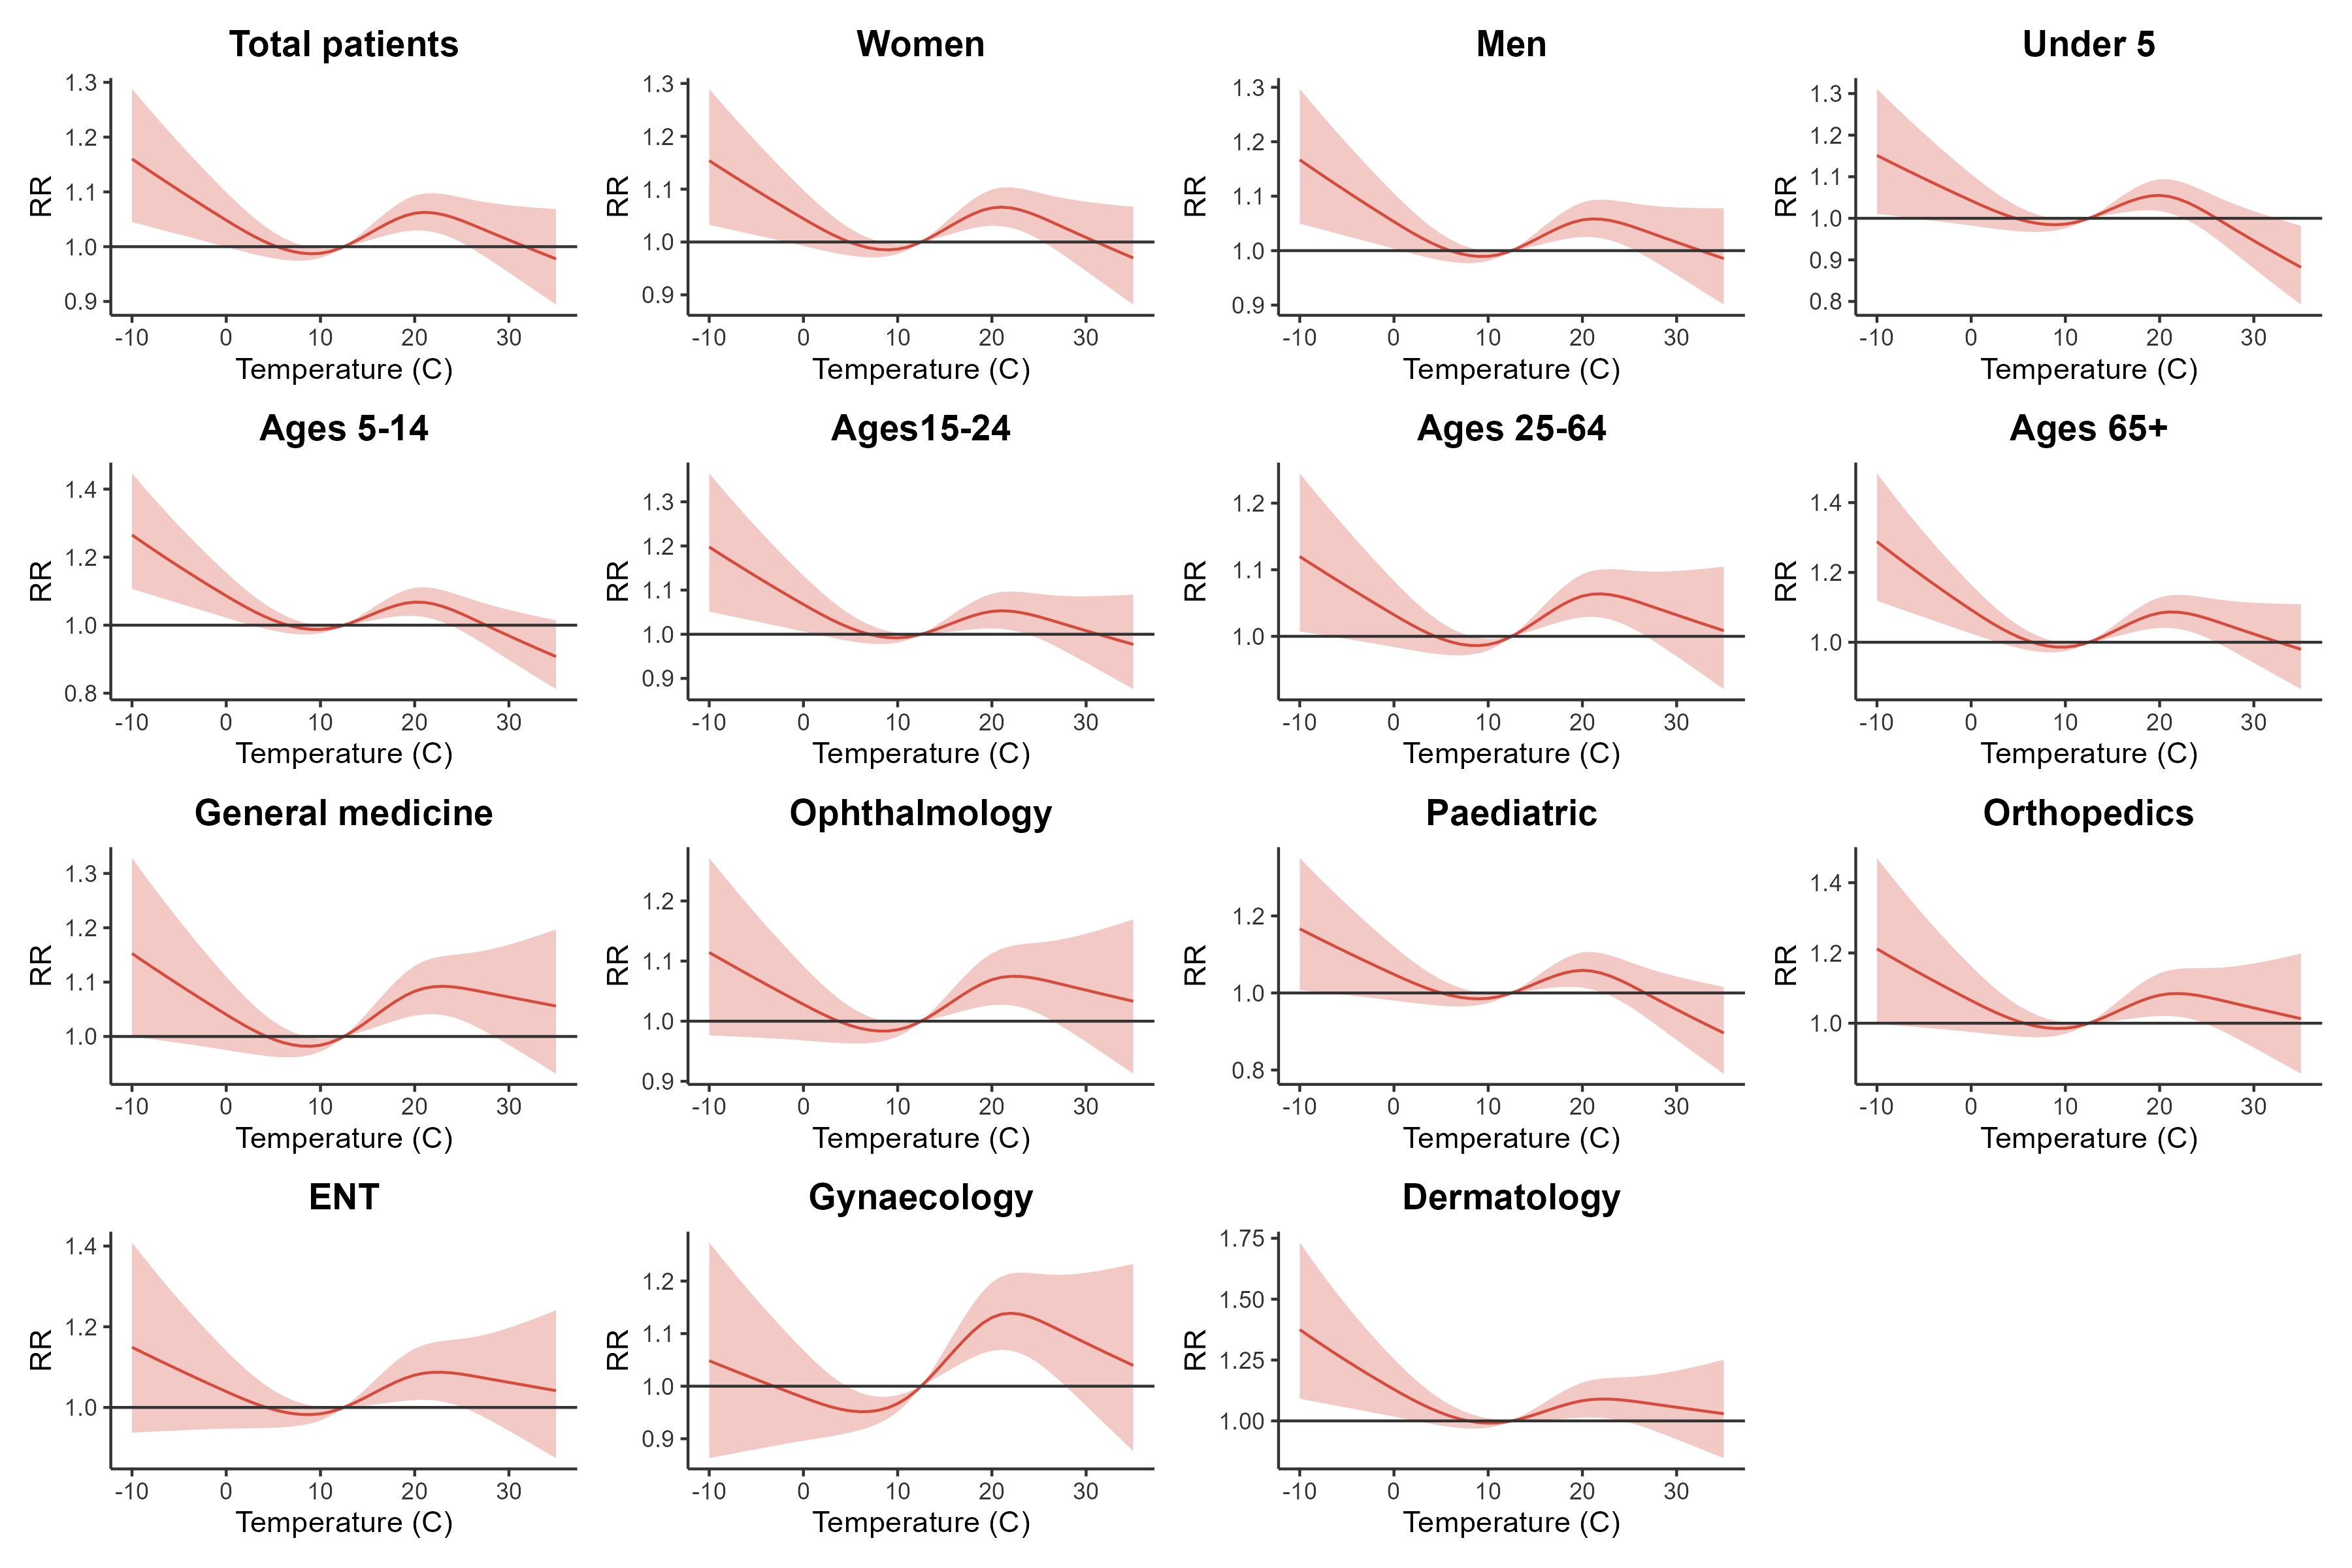 Total patients
1.3
1.2
1.1
1.0
0.9
RR
-10 0 10 20 30
Temperature (C)
Women
1.3
1.2
1.1
1.0
0.9
RR
-10 0 10 20 30
Temperature (C)
Men
1.3
1.2
1.1
1.0
0.9
RR
-10 0 10 20 30
Temperature (C)
Under 5
1.3
1.2
1.1
1.0
0.9
0.8
RR
-10 0 10 20 30
Temperature (C)
Ages 5-14
1.4
1.2
1.0
0.8
RR
-10 0 10 20 30
Temperature (C)
Ages15-24
1.3
1.2
1.1
1.0
0.9
RR
-10 0 10 20 30
Temperature (C)
Ages 25-64
1.2
1.1
1.0
RR
-10 0 10 20 30
Temperature (C)
Ages 65+
1.4
1.2
1.0
RR
-10 0 10 20 30
Temperature (C)
General medicine
1.3
1.2
1.1
1.0
RR
-10 0 10 20 30
Temperature (C)
Ophthalmology
1.2
1.1
1.0
0.9
RR
-10 0 10 20 30
Temperature (C)
Paediatric
1.2
1.0
0.8
RR
-10 0 10 20 30
Temperature (C)
Orthopedics
1.4
1.2
1.0
RR
-10 0 10 20 30
Temperature (C)
ENT
1.4
1.2
1.0
RR
-10 0 10 20 30
Temperature (C)
Gynaecology
1.2
1.1
1.0
0.9
RR
-10 0 10 20 30
Temperature (C)
Dermatology
1.75
1.50
1.25
1.00
RR
-10 0 10 20 30
Temperature (C)